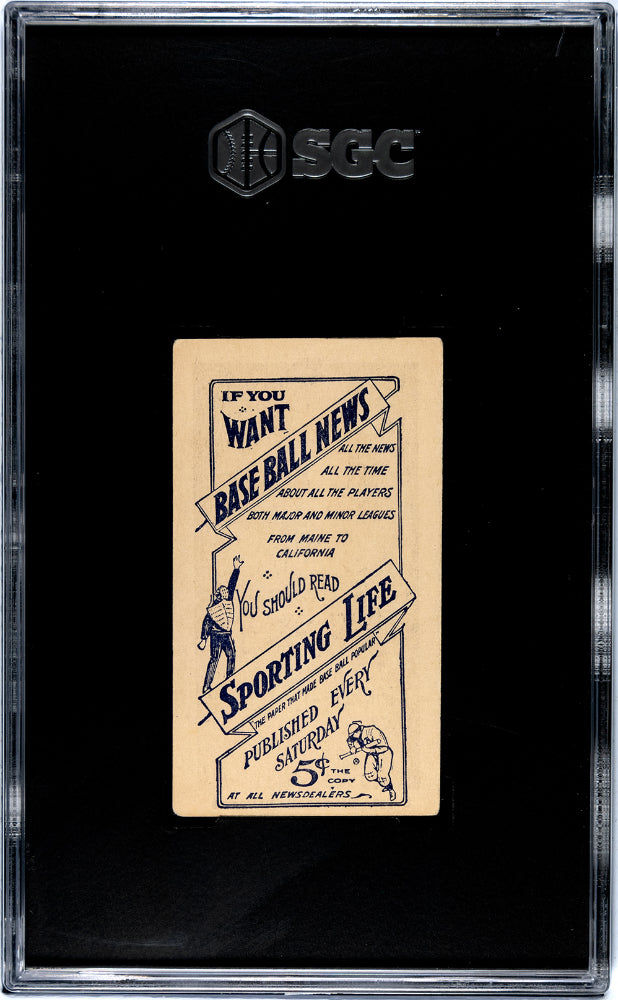 SGC
IF YOU
WANT
BASE BALL NEWS
ALL THE NEWS
ALL THE TIME
ABOUT ALL THE PLAYERS
BOTH MAJOR AND MINOR LEAGUES
FROM MAINE TO
CALIFORNIA
YOU SHOULD READ
SPORTING LIFE
"THE PAPER THAT MADE BASE BALL POPULAR"
PUBLISHED EVERY
SATURDAY
5¢ THE
COPY
AT ALL NEWSDEALERS